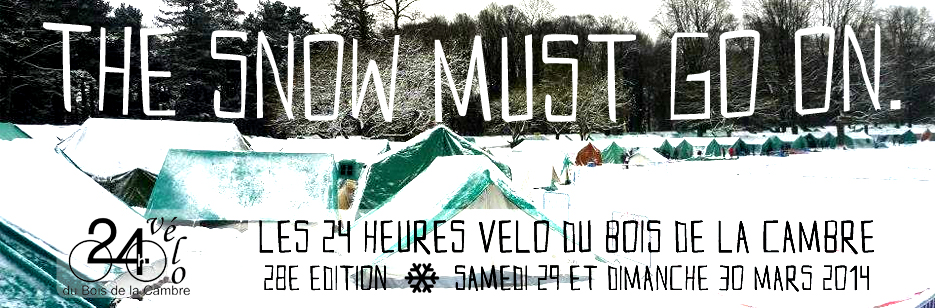 THE SNOW MUST GO ON.
LES 24 HEURES VELO DU BOIS DE LA CAMBRE
28E EDITION ❄ SAMEDI 29 ET DIMANCHE 30 MARS 2014
24h vélo
du Bois de la Cambre